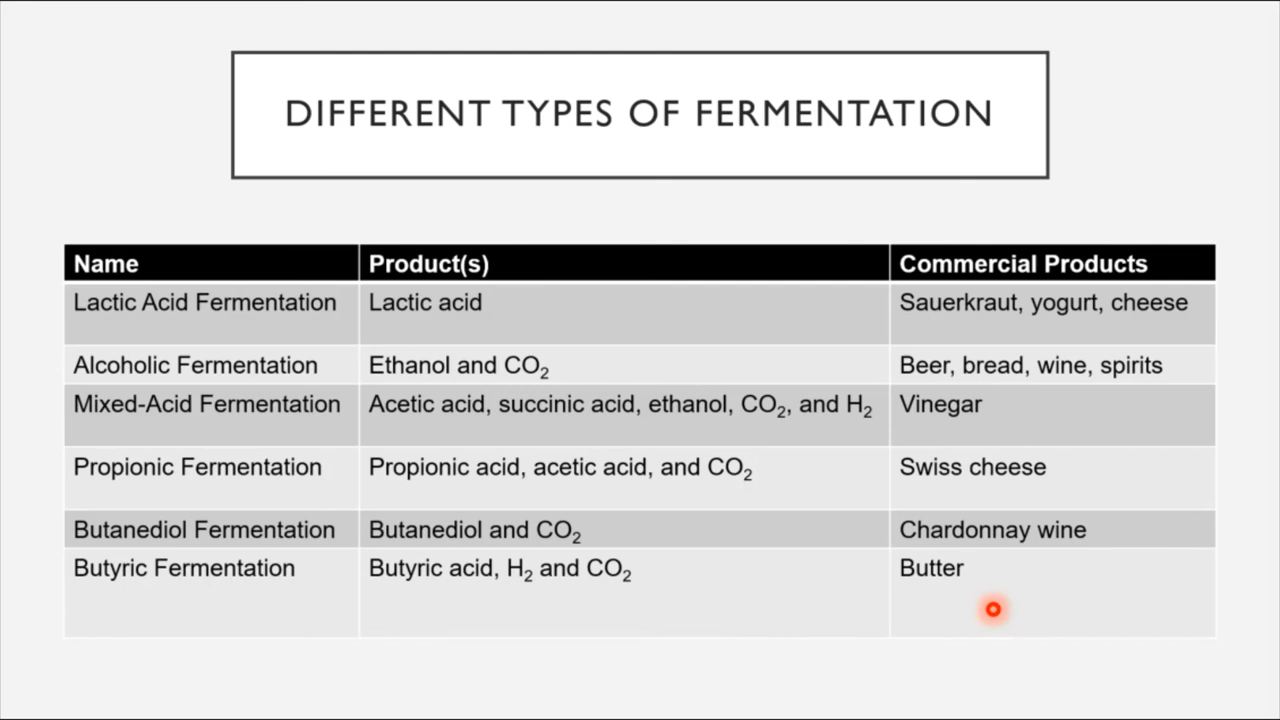 DIFFERENT TYPES OF FERMENTATION
Name Product(s) Commercial Products
Lactic Acid Fermentation Lactic acid Sauerkraut, yogurt, cheese
Alcoholic Fermentation Ethanol and CO₂ Beer, bread, wine, spirits
Mixed-Acid Fermentation Acetic acid, succinic acid, ethanol, CO₂, and H₂ Vinegar
Propionic Fermentation Propionic acid, acetic acid, and CO₂ Swiss cheese
Butanediol Fermentation Butanediol and CO₂ Chardonnay wine
Butyric Fermentation Butyric acid, H₂ and CO₂ Butter